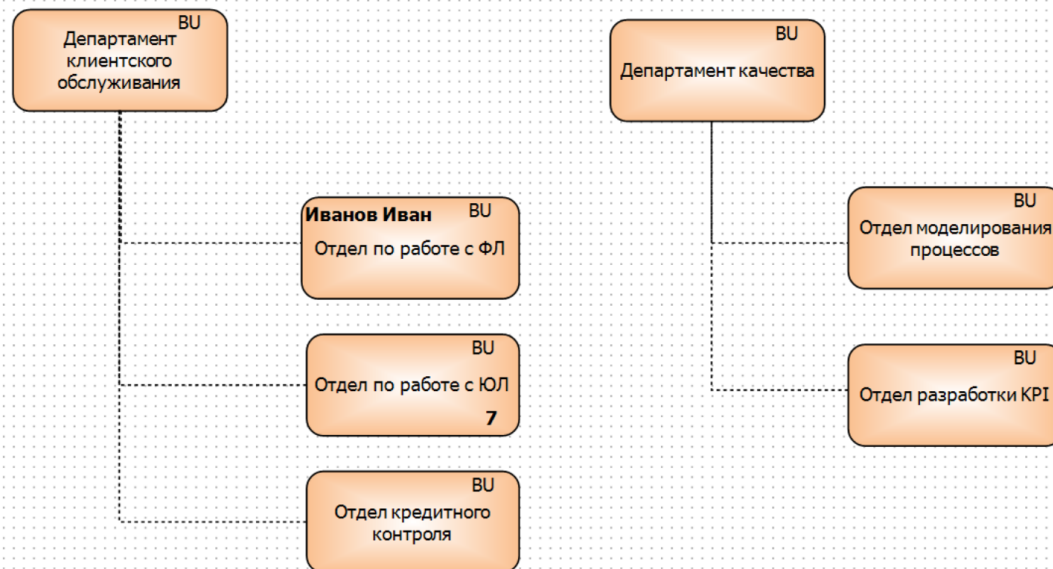 BU
Департамент
клиентского
обслуживания
BU
Департамент качества
Иванов Иван BU
Отдел по работе с ФЛ
BU
Отдел по работе с ЮЛ
7
BU
Отдел кредитного
контроля
BU
Отдел моделирования
процессов
BU
Отдел разработки KPI